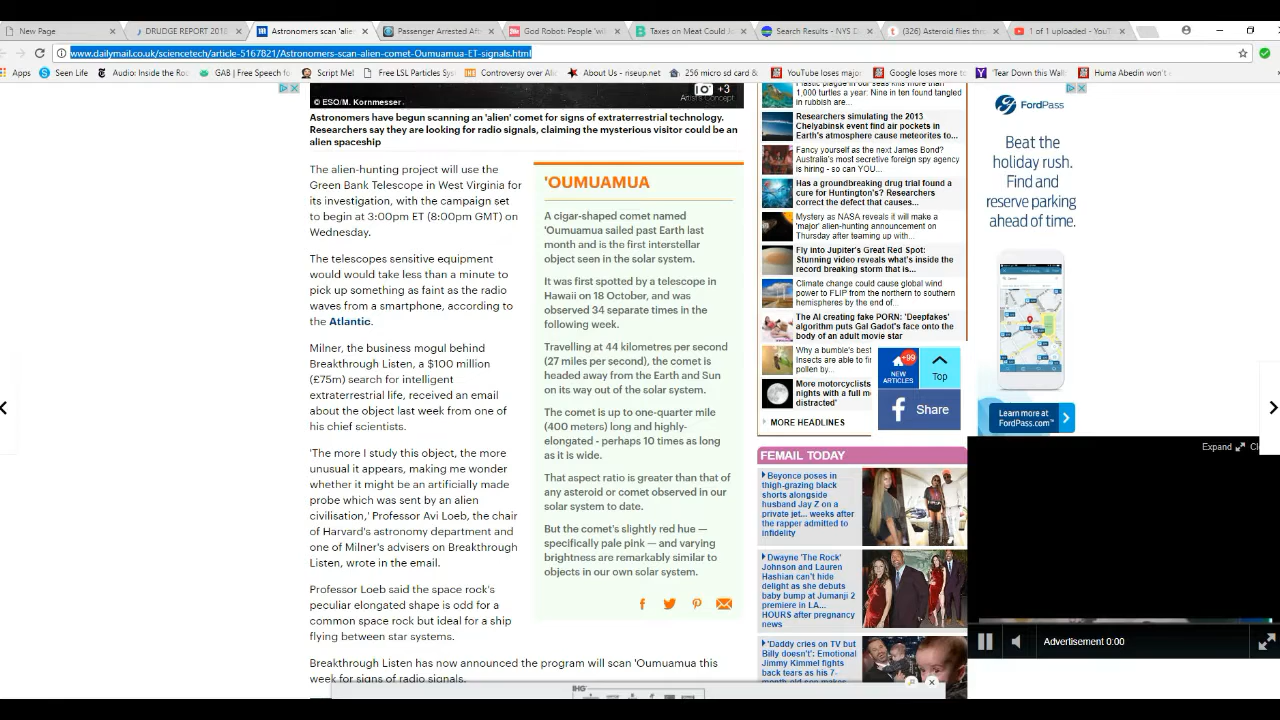 New Page
DRUDGE REPORT 2018
Astronomers scan 'alien
Passenger Arrested Aft
God Robot: People 'will
Taxes on Meat Could J
Search Results - NYS D
(326) Asteroid flies thr
1 of 1 uploaded - YouT
www.dailymail.co.uk/sciencetech/article-5167821/Astronomers-scan-alien-comet-Oumuamua-ET-signals.html
Apps
Seen Life
Audio: Inside the Ro
GAB | Free Speech fo
Script Mel
Free LSL Particles Sys
Controversy over Ali
About Us - riseup.net
256 micro sd card &
YouTube loses major
Google loses more to
'Tear Down this Wall
Huma Abedin won't
© ESO/M. Kornmesser
+3
Artist's Concept
Astronomers have begun scanning an 'alien' comet for signs of extraterrestrial technology.
Researchers say they are looking for radio signals, claiming the mysterious visitor could be an
alien spaceship
The alien-hunting project will use the
Green Bank Telescope in West Virginia for
its investigation, with the campaign set
to begin at 3:00pm ET (8:00pm GMT) on
Wednesday.
The telescopes sensitive equipment
would would take less than a minute to
pick up something as faint as the radio
waves from a smartphone, according to
the Atlantic.
Milner, the business mogul behind
Breakthrough Listen, a $100 million
(£75m) search for intelligent
extraterrestrial life, received an email
about the object last week from one of
his chief scientists.
'The more I study this object, the more
unusual it appears, making me wonder
whether it might be an artificially made
probe which was sent by an alien
civilisation,' Professor Avi Loeb, the chair
of Harvard's astronomy department and
one of Milner's advisers on Breakthrough
Listen, wrote in the email.
Professor Loeb said the space rock's
peculiar elongated shape is odd for a
common space rock but ideal for a ship
flying between star systems.
Breakthrough Listen has now announced the program will scan 'Oumuamua this
week for signs of radio signals.
'OUMUAMUA
A cigar-shaped comet named
'Oumuamua sailed past Earth last
month and is the first interstellar
object seen in the solar system.
It was first spotted by a telescope in
Hawaii on 18 October, and was
observed 34 separate times in the
following week.
Travelling at 44 kilometres per second
(27 miles per second), the comet is
headed away from the Earth and Sun
on its way out of the solar system.
The comet is up to one-quarter mile
(400 meters) long and highly-
elongated - perhaps 10 times as long
as it is wide.
That aspect ratio is greater than that of
any asteroid or comet observed in our
solar system to date.
But the comet's slightly red hue —
specifically pale pink — and varying
brightness are remarkably similar to
objects in our own solar system.
Plastic plague in our seas kills more than
1,000 turtles a year: Nine in ten found tangled
in rubbish are...
Researchers simulating the 2013
Chelyabinsk event find air pockets in
Earth's atmosphere cause meteorites to...
Fancy yourself as the next James Bond?
Australia's most secretive foreign spy agency
is hiring - so can YOU...
Has a groundbreaking drug trial found a
cure for Huntington's? Researchers
correct the defect that causes...
Mystery as NASA reveals it will make a
'major' alien-hunting announcement on
Thursday after teaming up with...
Fly into Jupiter's Great Red Spot:
Stunning video reveals what's inside the
record breaking storm that is...
Climate change could cause global wind
power to FLIP from the northern to southern
hemispheres by the end of...
The AI creating fake PORN: 'Deepfakes'
algorithm puts Gal Gadot's face onto the
body of an adult movie star
Why a bumble's best
Insects are able to fi
pollen by...
More motorcyclists
nights with a full m
distracted'
MORE HEADLINES
+99
NEW
ARTICLES
Top
Share
FEMAIL TODAY
Beyonce poses in
thigh-grazing black
shorts alongside
husband Jay Z on a
private jet... weeks after
the rapper admitted to
infidelity
Dwayne 'The Rock'
Johnson and Lauren
Hashian can't hide
delight as she debuts
baby bump at Jumanji 2
premiere in LA...
HOURS after pregnancy
news
'Daddy cries on TV but
Billy doesn't': Emotional
Jimmy Kimmel fights
back tears as his 7-
month-old son makes
FordPass
Beat the
holiday rush.
Find and
reserve parking
ahead of time.
Learn more at
FordPass.com
Expand
Advertisement 0:00
IHG